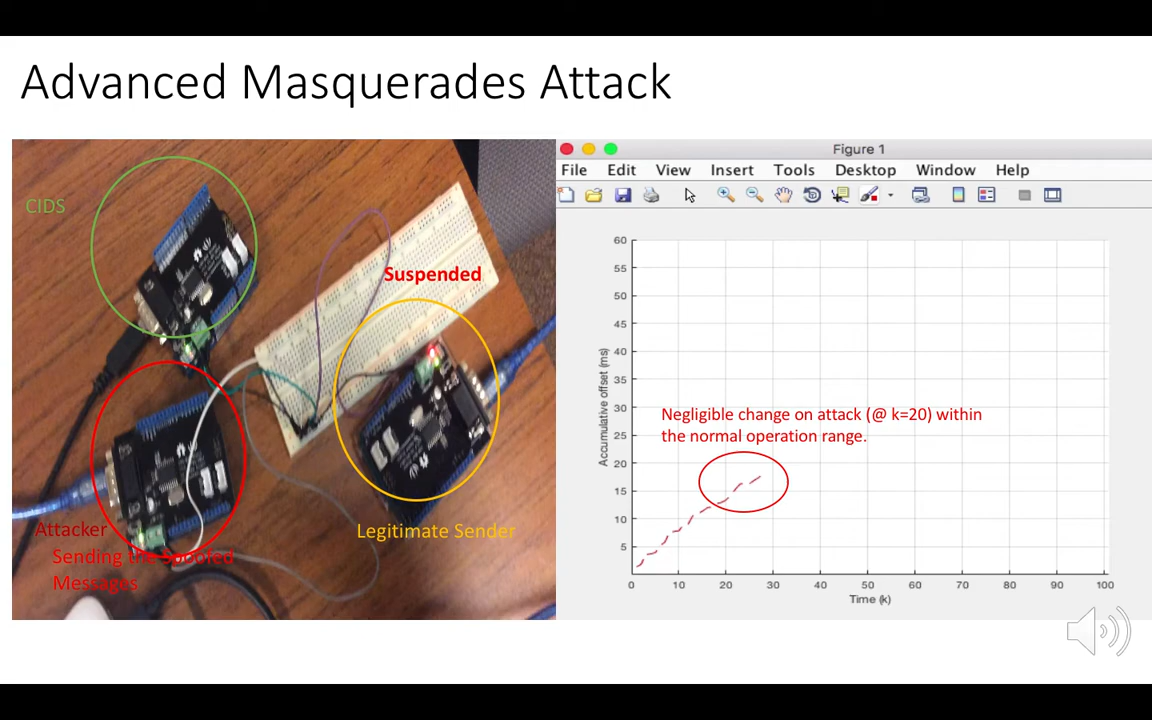 Advanced Masquerades Attack
CIDS
Suspended
Legitimate Sender
Attacker
Sending the Spoofed
Messages
Figure 1
File Edit View Insert Tools Desktop Window Help
Accumulative offset (ms)
60
55
50
45
40
35
30
25
20
15
10
5
Negligible change on attack (@ k=20) within
the normal operation range.
0 10 20 30 40 50 60 70 80 90 100
Time (k)